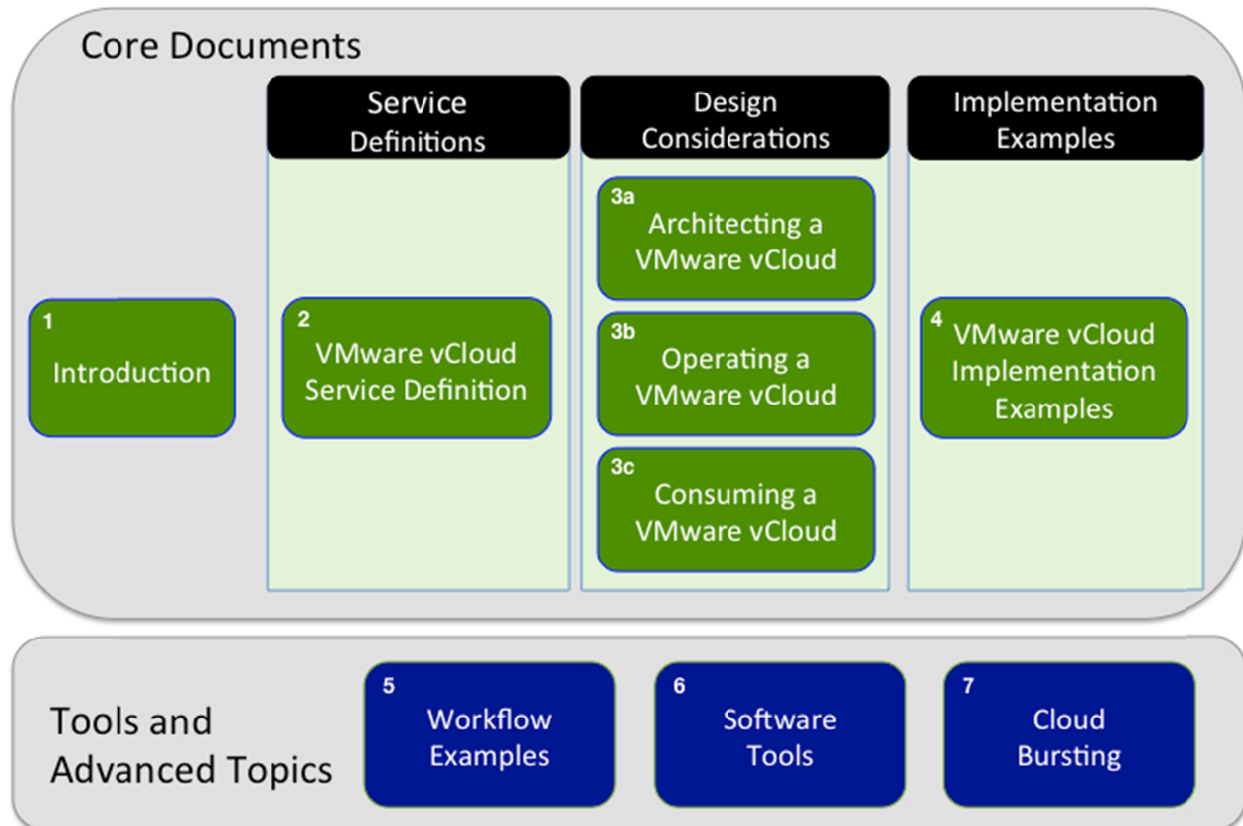 Core Documents
Service
Definitions
Design
Considerations
Implementation
Examples
1
Introduction
2
VMware vCloud
Service Definition
3a
Architecting a
VMware vCloud
3b
Operating a
VMware vCloud
3c
Consuming a
VMware vCloud
4
VMware vCloud
Implementation
Examples
Tools and
Advanced Topics
5
Workflow
Examples
6
Software
Tools
7
Cloud
Bursting